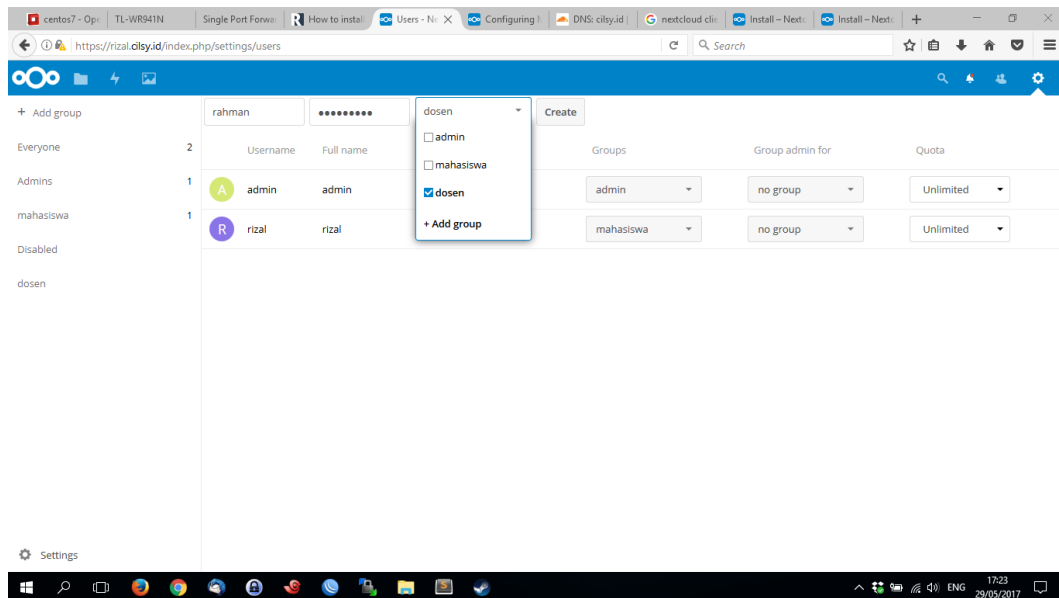 centos7 - Ope TL-WR941N Single Port Forwa How to install Users - N Configuring N DNS: cilsy.id | nextcloud clie Install – Nextc Install – Nextc
https://rizal.cilsy.id/index.php/settings/users Search
+ Add group rahman ●●●●●●●●● dosen Create
admin
Everyone 2 Username Full name Groups Group admin for Quota
mahasiswa
Admins 1 A admin admin dosen admin no group Unlimited
mahasiswa 1 R rizal rizal + Add group mahasiswa no group Unlimited
Disabled
dosen
Settings
ENG 17:23
29/05/2017